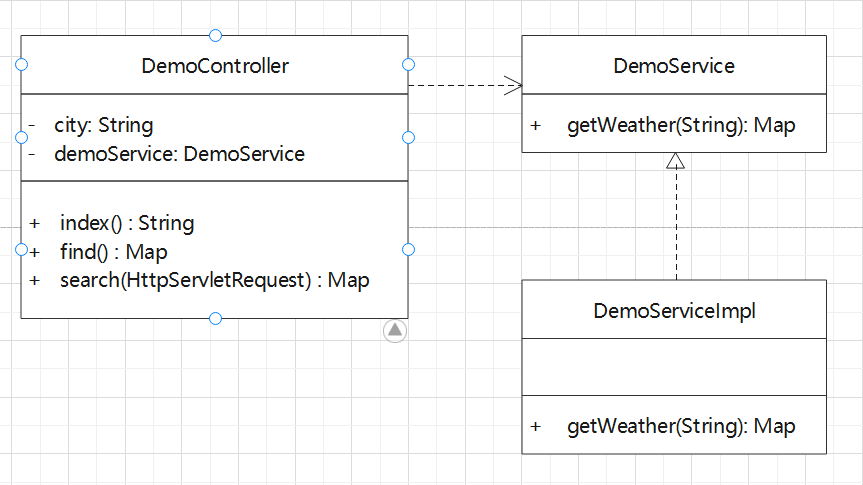 DemoController
- city: String
- demoService: DemoService
+ index() : String
+ find() : Map
+ search(HttpServletRequest) : Map
DemoService
+ getWeather(String): Map
DemoServiceImpl
+ getWeather(String): Map